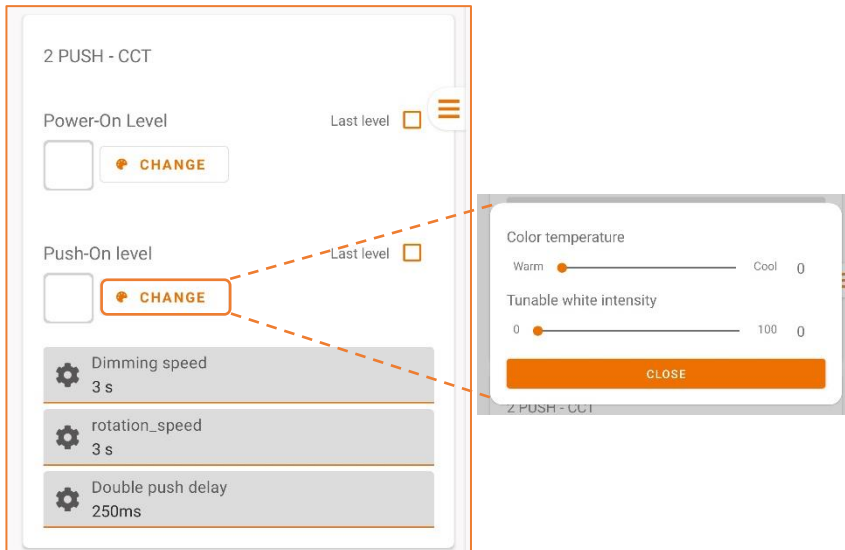 2 PUSH - CCT
Power-On Level
Last level
CHANGE
Push-On level
Last level
CHANGE
Dimming speed
3 s
rotation_speed
3 s
Double push delay
250ms
Color temperature
Warm
Cool
0
Tunable white intensity
0
100
0
CLOSE
2 PUSH - CCT